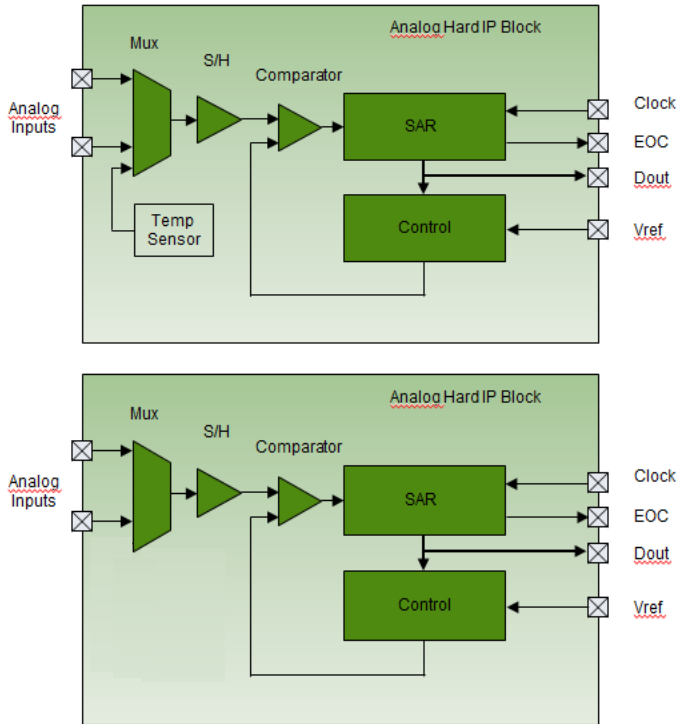 Analog Hard IP Block
Mux
S/H
Comparator
Analog
Inputs
SAR
Clock
EOC
Dout
Temp
Sensor
Control
Vref
Analog Hard IP Block
Mux
S/H
Comparator
Analog
Inputs
SAR
Clock
EOC
Dout
Control
Vref